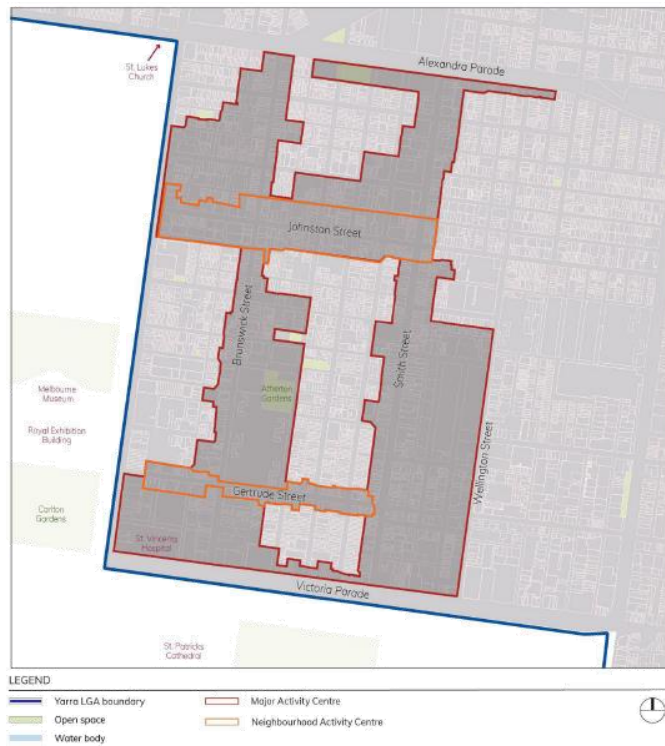 St. Lukes
Church
Alexandra Parade
Johnston Street
Brunswick Street
Smith Street
Melbourne
Museum
Atherton
Gardens
Royal Exhibition
Building
Wellington Street
Gertrude Street
Carlton
Gardens
St. Vincents
Hospital
Victoria Parade
St. Patricks
Cathedral
LEGEND
Yarra LGA boundary
Open space
Water body
Major Activity Centre
Neighbourhood Activity Centre